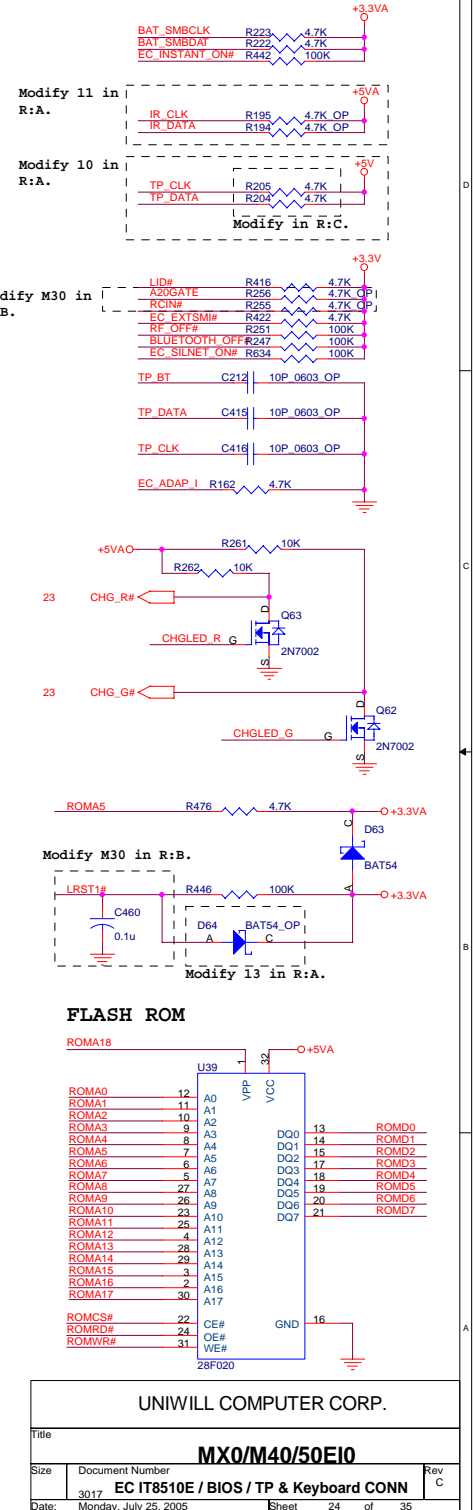 +3.3VA
BAT_SMBCLK R223 4.7K
BAT_SMBDAT R222 4.7K
EC_INSTANT_ON# R442 100K
Modify 11 in
R:A.
+5VA
IR_CLK R195 4.7K_OP
IR_DATA R194 4.7K_OP
Modify 10 in
R:A.
+5V
TP_CLK R205 4.7K
TP_DATA R204 4.7K
Modify in R:C.
D
+3.3V
LID# R416 4.7K
dify M30 in A20GATE R256 4.7K_OP
B. RCIN# R255 4.7K_OP
EC_EXTSMI# R422 4.7K
RF_OFF# R251 100K
BLUETOOTH_OFF# R247 100K
EC_SILNET_ON# R634 100K
TP_BT C212 10P_0603_OP
TP_DATA C415 10P_0603_OP
TP_CLK C416 10P_0603_OP
EC_ADAP_I R162 4.7K
+5VA R261 10K
R262 10K
C
23 CHG_R#
D
Q63
CHGLED_R G
2N7002
S
23 CHG_G#
D
Q62
CHGLED_G G
2N7002
S
ROMA5 R476 4.7K +3.3VA
C
D63
Modify M30 in R:B.
BAT54
A
LRST1# R446 100K +3.3VA
C460
D64 BAT54_OP
0.1u
A C
B
Modify 13 in R:A.
FLASH ROM
ROMA18
+5VA
1 32
U39
VPP VCC
ROMA0 12 A0
ROMA1 11 A1
ROMA2 10 A2
ROMA3 9 A3 DQ0 13 ROMD0
ROMA4 8 A4 DQ1 14 ROMD1
ROMA5 7 A5 DQ2 15 ROMD2
ROMA6 6 A6 DQ3 17 ROMD3
ROMA7 5 A7 DQ4 18 ROMD4
ROMA8 27 A8 DQ5 19 ROMD5
ROMA9 26 A9 DQ6 20 ROMD6
ROMA10 23 A10 DQ7 21 ROMD7
ROMA11 25 A11
ROMA12 4 A12
ROMA13 28 A13
ROMA14 29 A14
ROMA15 3 A15
ROMA16 2 A16
ROMA17 30 A17
ROMCS# 22 CE# GND 16
ROMRD# 24 OE#
ROMWR# 31 WE#
A
28F020
UNIWILL COMPUTER CORP.
Title
MX0/M40/50EI0
Size Document Number Rev
3017 EC IT8510E / BIOS / TP & Keyboard CONN C
Date: Monday, July 25, 2005 Sheet 24 of 35